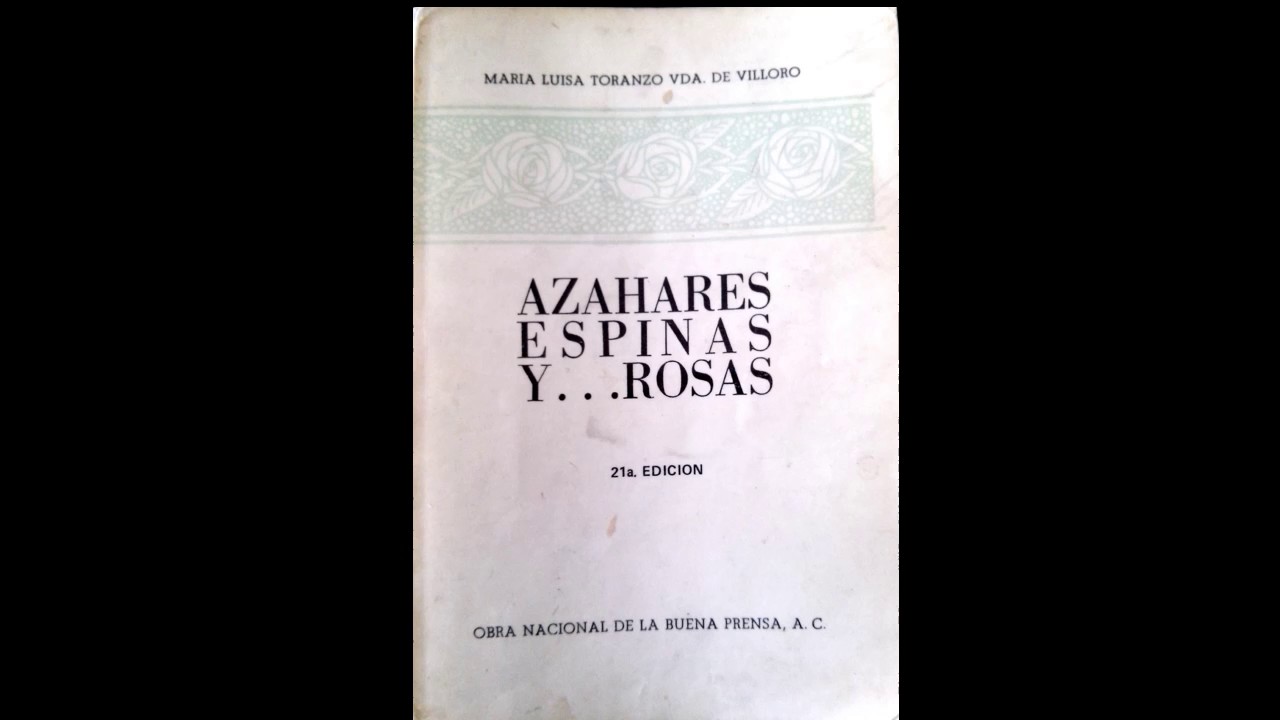 MARIA LUISA TORANZO VDA. DE VILLORO
AZAHARES
ESPINAS
Y...ROSAS
21a. EDICION
OBRA NACIONAL DE LA BUENA PRENSA, A. C.